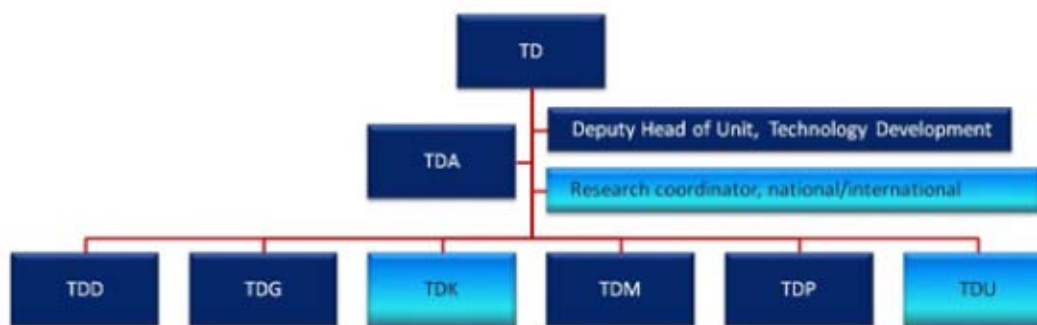 TD
Deputy Head of Unit, Technology Development
TDA
Research coordinator, national/international
TDD
TDG
TDK
TDM
TDP
TDU